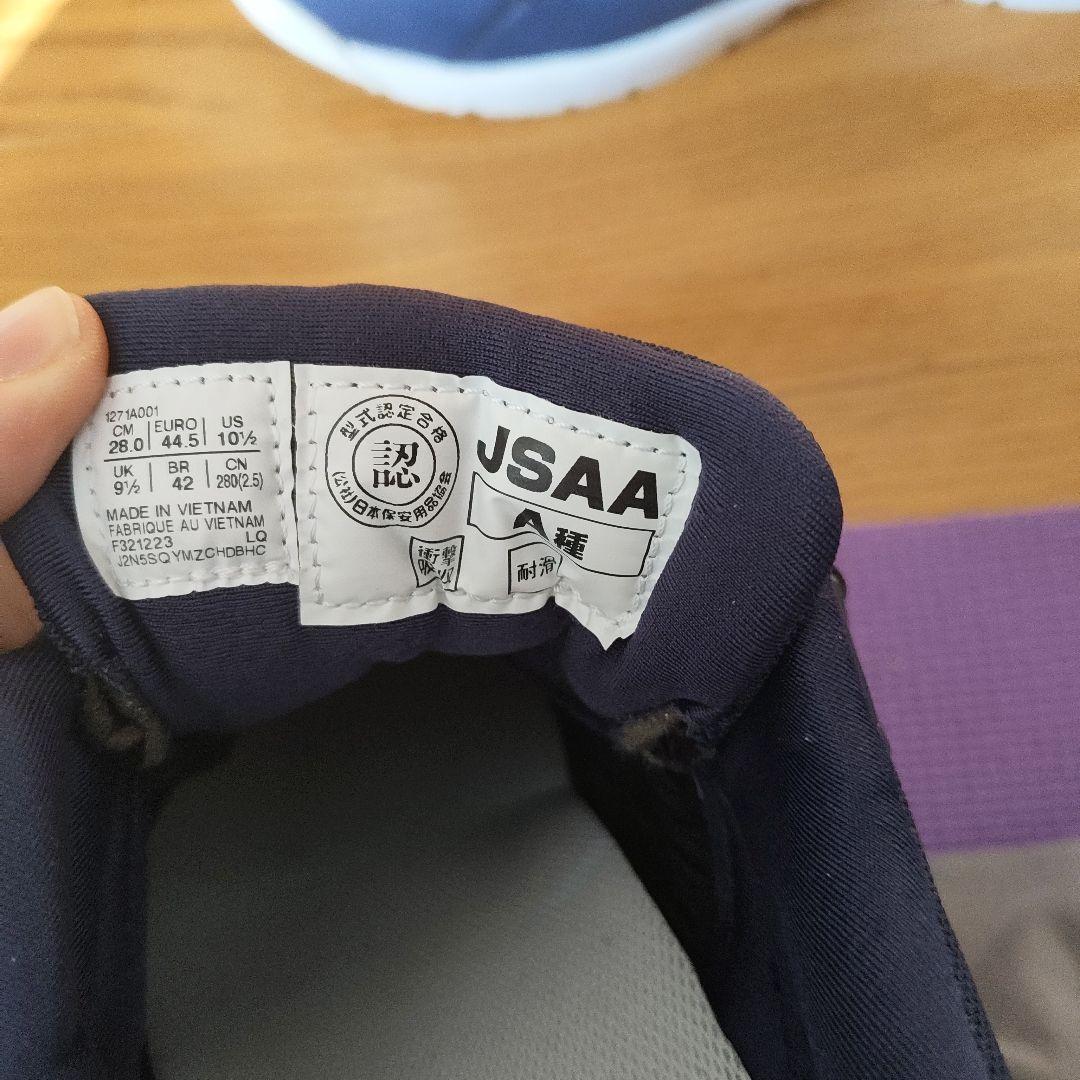 1271A001
CM EURO US
28.0 44.5 10½
UK BR CN
9½ 42 280(2.5)
MADE IN VIETNAM
FABRIQUE AU VIETNAM
F321223 LQ
J2N5SQYMZCHDBHC
型式認定合格
認
(公社)日本保安用品協会
JSAA
A種
衝撃
耐滑